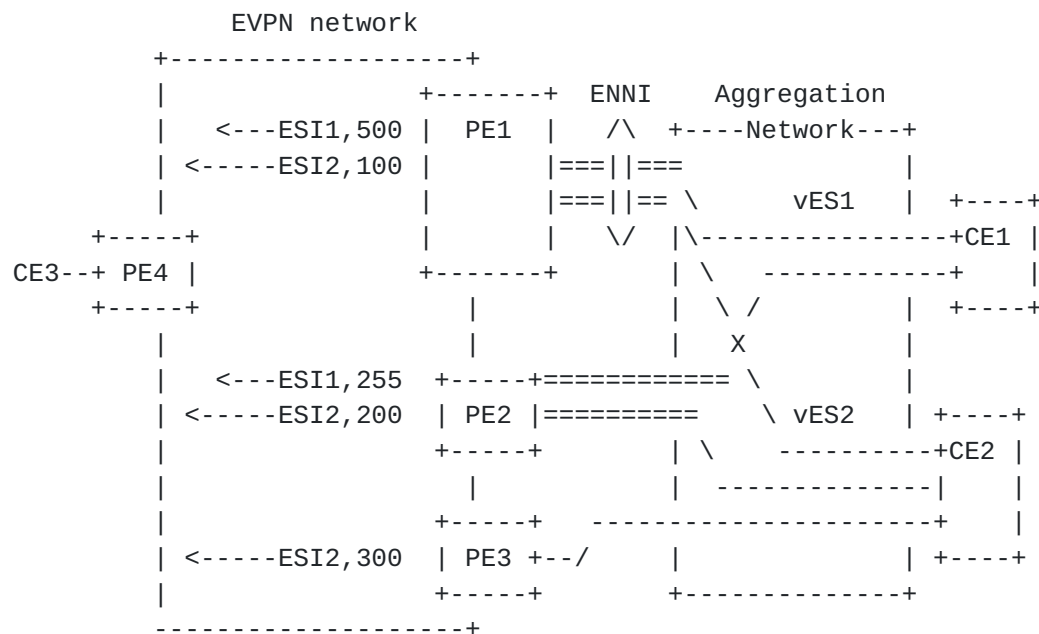 EVPN network
ENNI Aggregation
<---ESI1,500 | PE1 | /\ +----Network---+
<-----ESI2,100
vES1
CE1
CE3--+ PE4 |
X
<---ESI1,255
<-----ESI2,200 | PE2 | vES2
CE2
<-----ESI2,300 | PE3